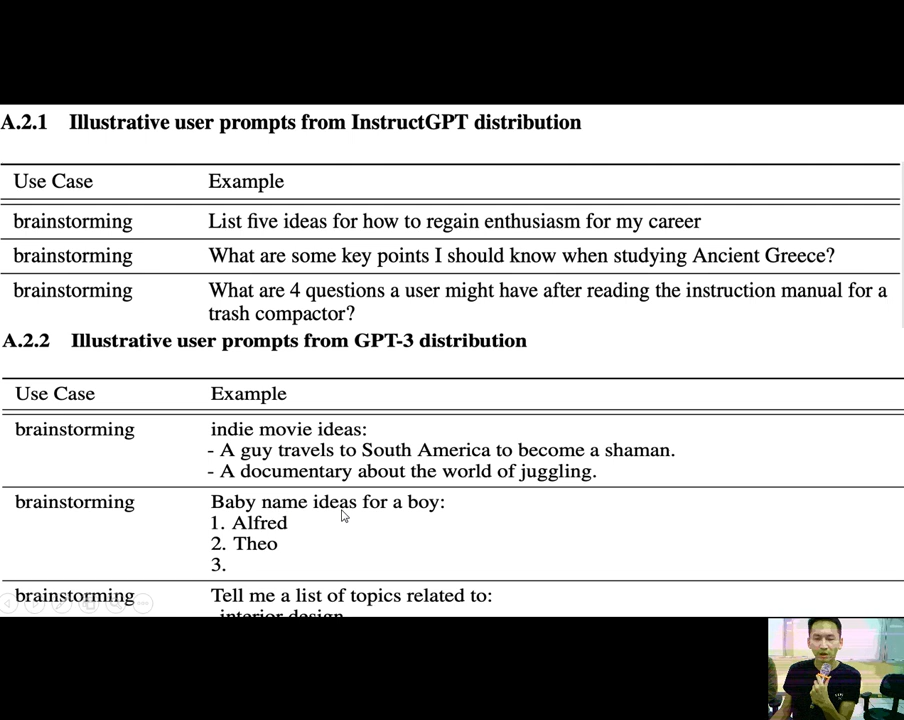 A.2.1 Illustrative user prompts from InstructGPT distribution
Use Case Example
brainstorming List five ideas for how to regain enthusiasm for my career
brainstorming What are some key points I should know when studying Ancient Greece?
brainstorming What are 4 questions a user might have after reading the instruction manual for a
trash compactor?
A.2.2 Illustrative user prompts from GPT-3 distribution
Use Case Example
brainstorming indie movie ideas:
- A guy travels to South America to become a shaman.
- A documentary about the world of juggling.
brainstorming Baby name ideas for a boy:
1. Alfred
2. Theo
3.
brainstorming Tell me a list of topics related to:
- interior design